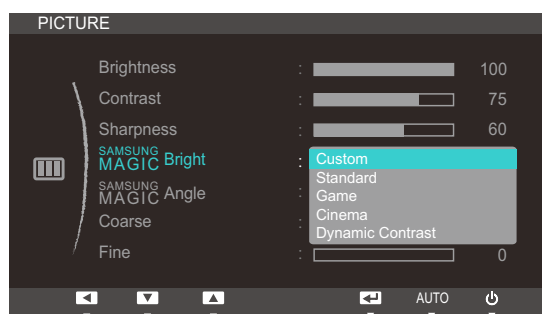 PICTURE
Brightness : 100
Contrast : 75
Sharpness : 60
SAMSUNG
MAGIC Bright : Custom
Standard
SAMSUNG
MAGIC Angle : Game
Cinema
Coarse : Dynamic Contrast
Fine : 0
AUTO